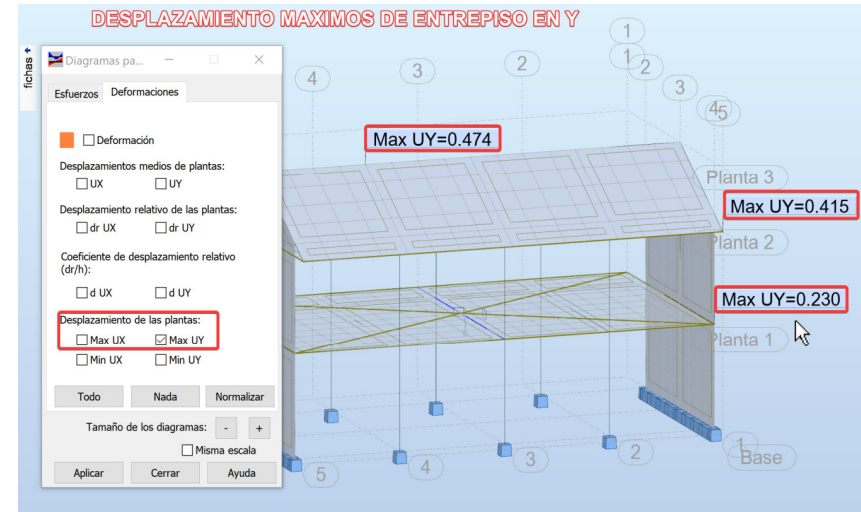 DESPLAZAMIENTO MAXIMOS DE ENTREPISO EN Y
fichas
Diagramas pa...
Esfuerzos Deformaciones
Deformación
Desplazamientos medios de plantas:
UX UY
Desplazamiento relativo de las plantas:
dr UX dr UY
Coeficiente de desplazamiento relativo
(dr/h):
d UX d UY
Desplazamiento de las plantas:
Max UX Max UY
Min UX Min UY
Todo Nada Normalizar
Tamaño de los diagramas: - +
Misma escala
Aplicar Cerrar Ayuda
1
4 3 2 1 2
3
4 5
Max UY=0.474
Planta 3
Max UY=0.415
Planta 2
Max UY=0.230
Planta 1
5 4 3 2 1
Base